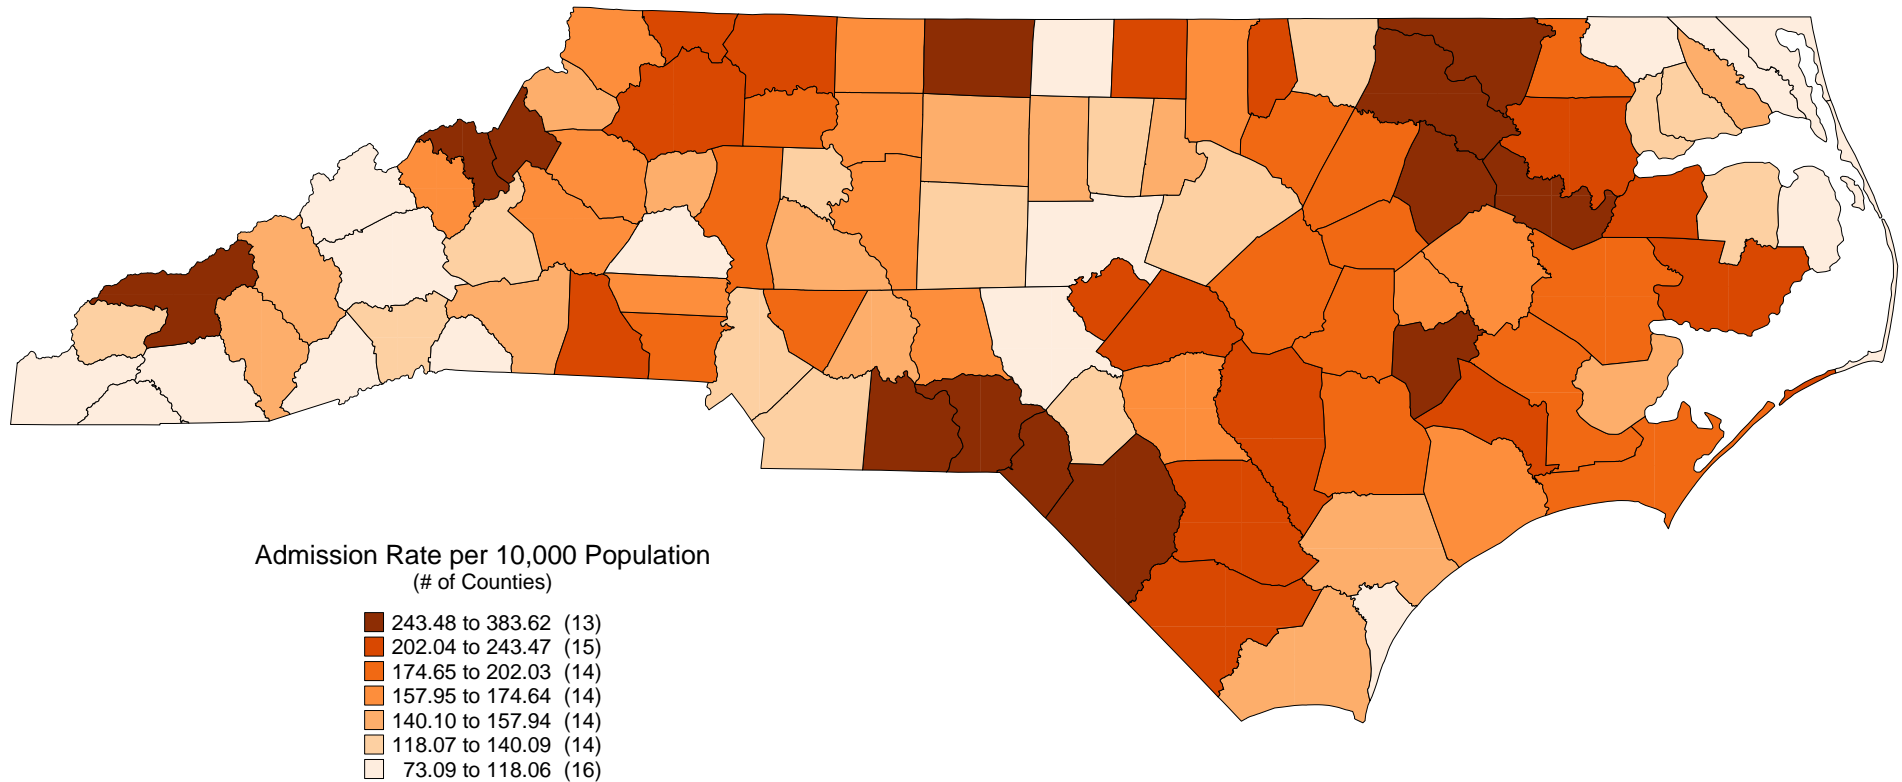 Admission Rate per 10,000 Population
(# of Counties)
243.48 to 383.62 (13)
202.04 to 243.47 (15)
174.65 to 202.03 (14)
157.95 to 174.64 (14)
140.10 to 157.94 (14)
118.07 to 140.09 (14)
73.09 to 118.06 (16)